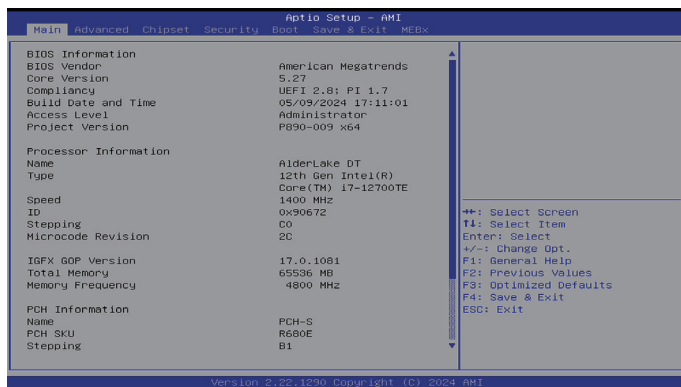 Aptio Setup – AMI
Main Advanced Chipset Security Boot Save & Exit MEBx
BIOS Information
BIOS Vendor American Megatrends
Core Version 5.27
Compliancy UEFI 2.8; PI 1.7
Build Date and Time 05/09/2024 17:11:01
Access Level Administrator
Project Version P890-009 x64
Processor Information
Name AlderLake DT
Type 12th Gen Intel(R)
Core(TM) i7-12700TE
Speed 1400 MHz
ID 0x90672
Stepping C0
Microcode Revision 2C
IGFX GOP Version 17.0.1081
Total Memory 65536 MB
Memory Frequency 4800 MHz
PCH Information
Name PCH-S
PCH SKU R680E
Stepping B1
→←: Select Screen
↑↓: Select Item
Enter: Select
+/-: Change Opt.
F1: General Help
F2: Previous Values
F3: Optimized Defaults
F4: Save & Exit
ESC: Exit
Version 2.22.1290 Copyright (C) 2024 AMI